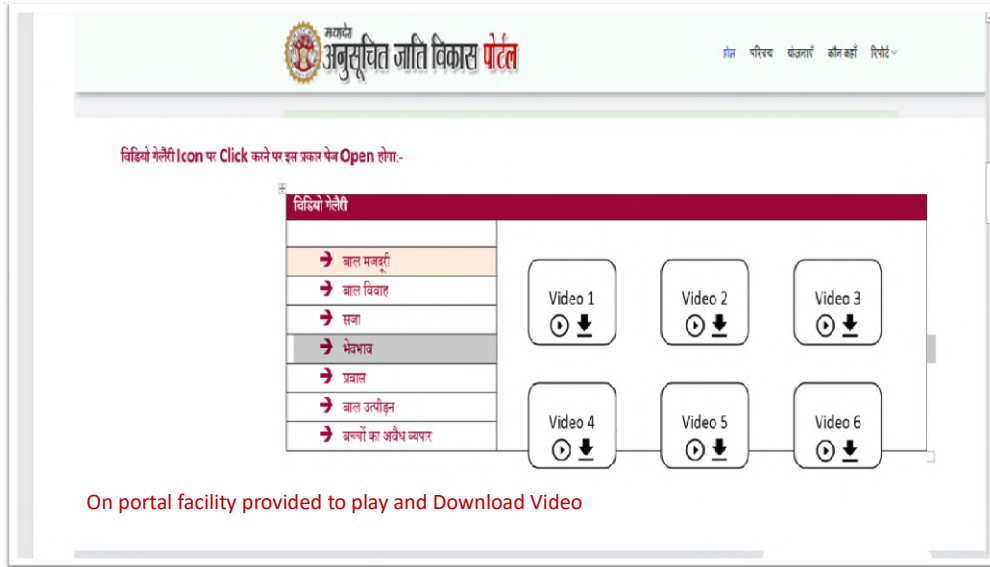 मध्यप्रदेश
अनुसूचित जाति विकास पोर्टल
होम परिचय योजनाएँ कौन कहाँ रिपोर्ट
विडियो गेलैरी Icon पर Click करने पर इस प्रकार पेज Open होगा:-
विडियो गेलैरी
बाल मजदूरी
बाल विवाह
सजा
भेदभाव
प्रवास
बाल उत्पीड़न
बच्चों का अवैध व्यपार
Video 1
Video 2
Video 3
Video 4
Video 5
Video 6
On portal facility provided to play and Download Video